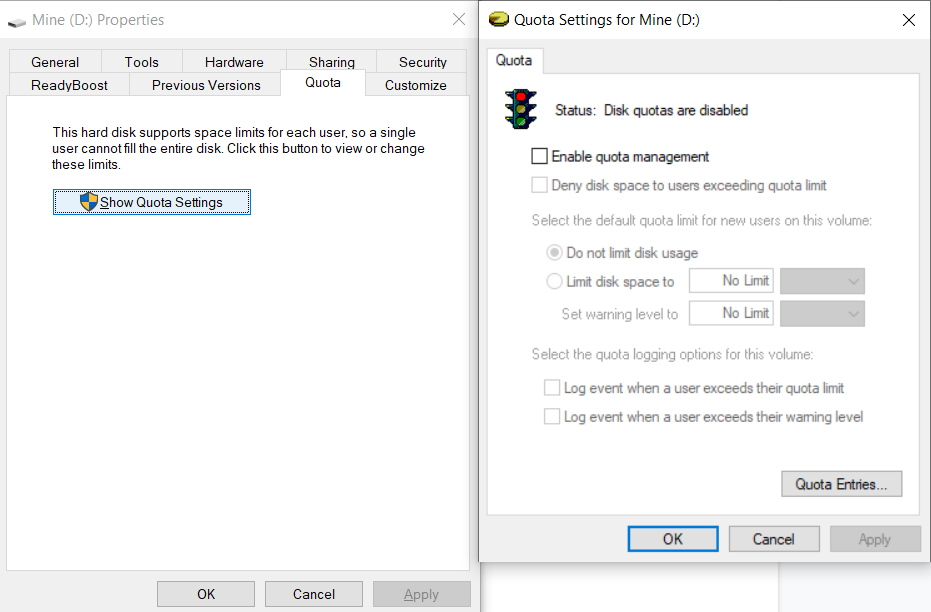 Mine (D:) Properties
General Tools Hardware Sharing Security
ReadyBoost Previous Versions Quota Customize
This hard disk supports space limits for each user, so a single
user cannot fill the entire disk. Click this button to view or change
these limits.
Show Quota Settings
OK Cancel Apply
Quota Settings for Mine (D:)
Quota
Status: Disk quotas are disabled
Enable quota management
Deny disk space to users exceeding quota limit
Select the default quota limit for new users on this volume:
Do not limit disk usage
Limit disk space to No Limit
Set warning level to No Limit
Select the quota logging options for this volume:
Log event when a user exceeds their quota limit
Log event when a user exceeds their warning level
Quota Entries...
OK Cancel Apply